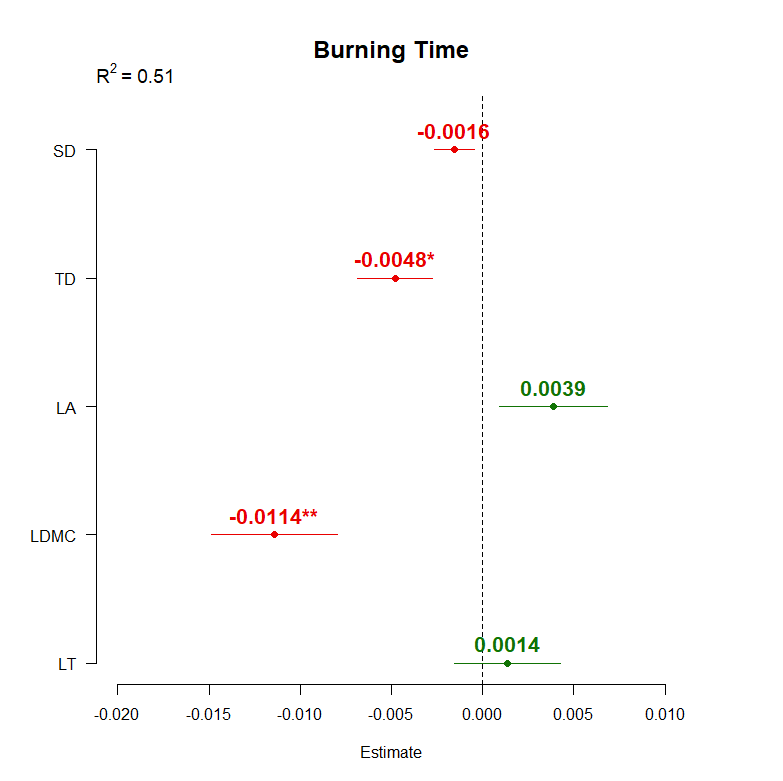 Burning Time
R2 = 0.51
SD
-0.0016
TD
-0.0048*
LA
0.0039
LDMC
-0.0114**
LT
0.0014
-0.020 -0.015 -0.010 -0.005 0.000 0.005 0.010
Estimate